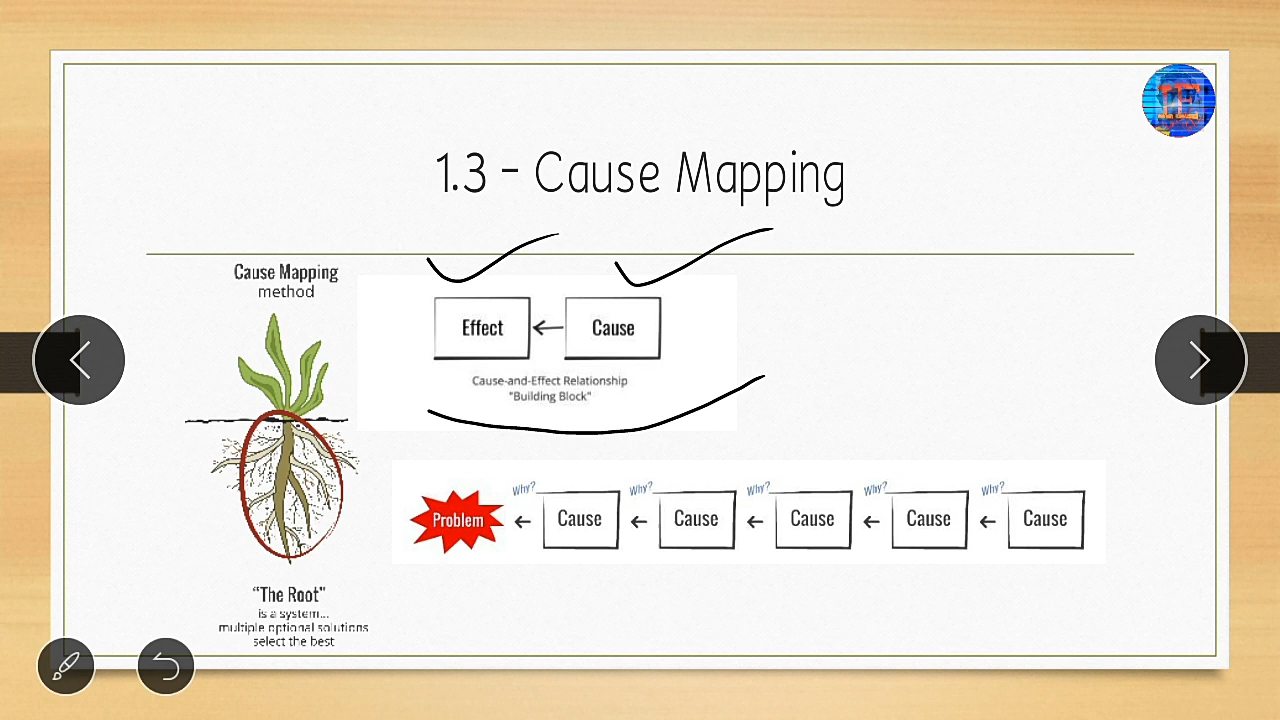 1.3 - Cause Mapping
Cause Mapping
method
Effect
Cause
Cause-and-Effect Relationship
"Building Block"
Why?
Why?
Why?
Why?
Why?
Problem
Cause
Cause
Cause
Cause
Cause
"The Root"
is a system...
multiple optional solutions
select the best